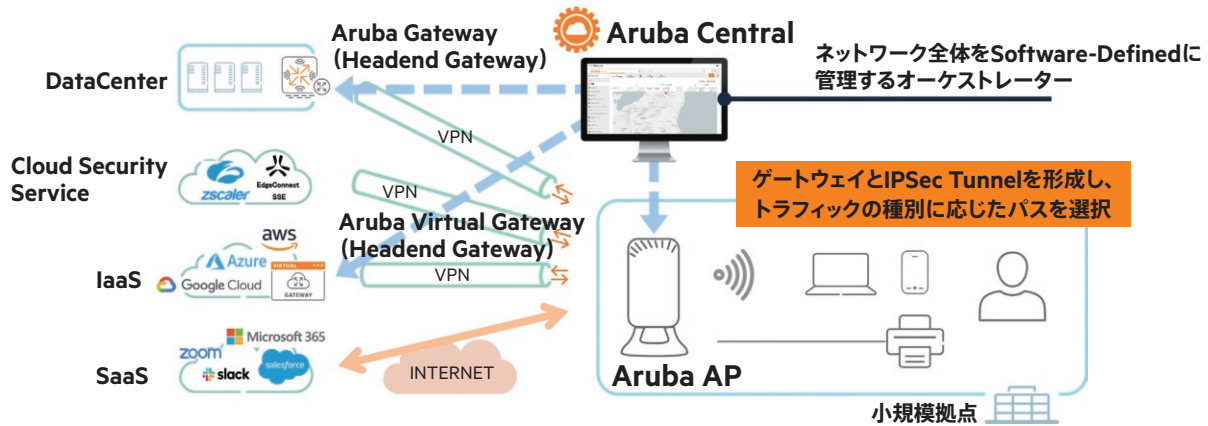 Aruba Gateway
(Headend Gateway)
Aruba Central
ネットワーク全体をSoftware-Definedに
管理するオーケストレーター
DataCenter
VPN
Cloud Security
Service
zscaler
EdgeConnect
SSE
VPN
ゲートウェイとIPSec Tunnelを形成し、
トラフィックの種別に応じたパスを選択
Aruba Virtual Gateway
(Headend Gateway)
IaaS
aws
Azure
Google Cloud
VIRTUAL
GATEWAY
VPN
SaaS
Microsoft 365
zoom
slack
salesforce
INTERNET
Aruba AP
小規模拠点